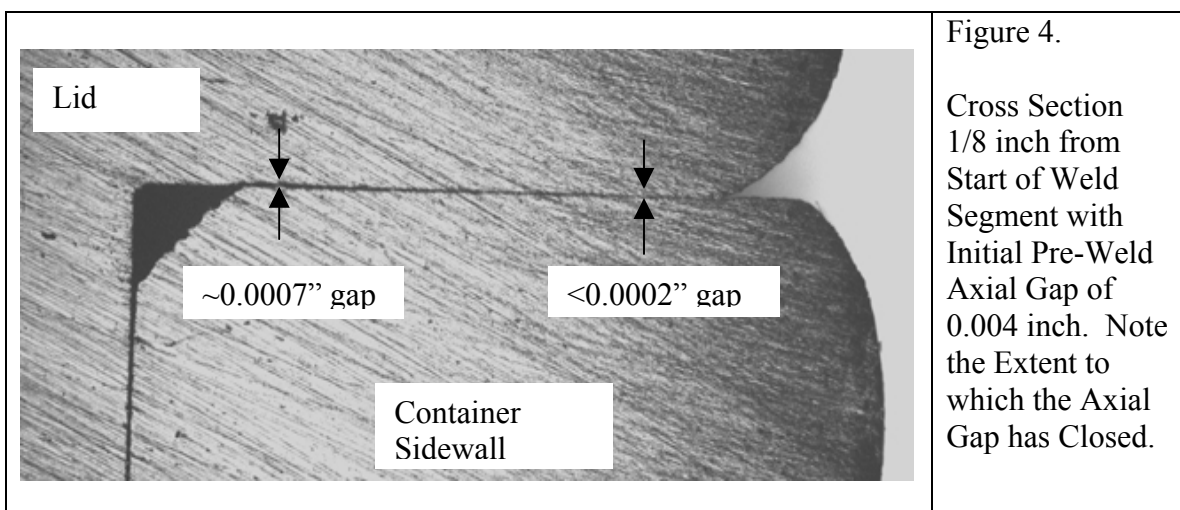 Lid
~0.0007” gap
<0.0002” gap
Container
Sidewall
Figure 4.
Cross Section
1/8 inch from
Start of Weld
Segment with
Initial Pre-Weld
Axial Gap of
0.004 inch. Note
the Extent to
which the Axial
Gap has Closed.